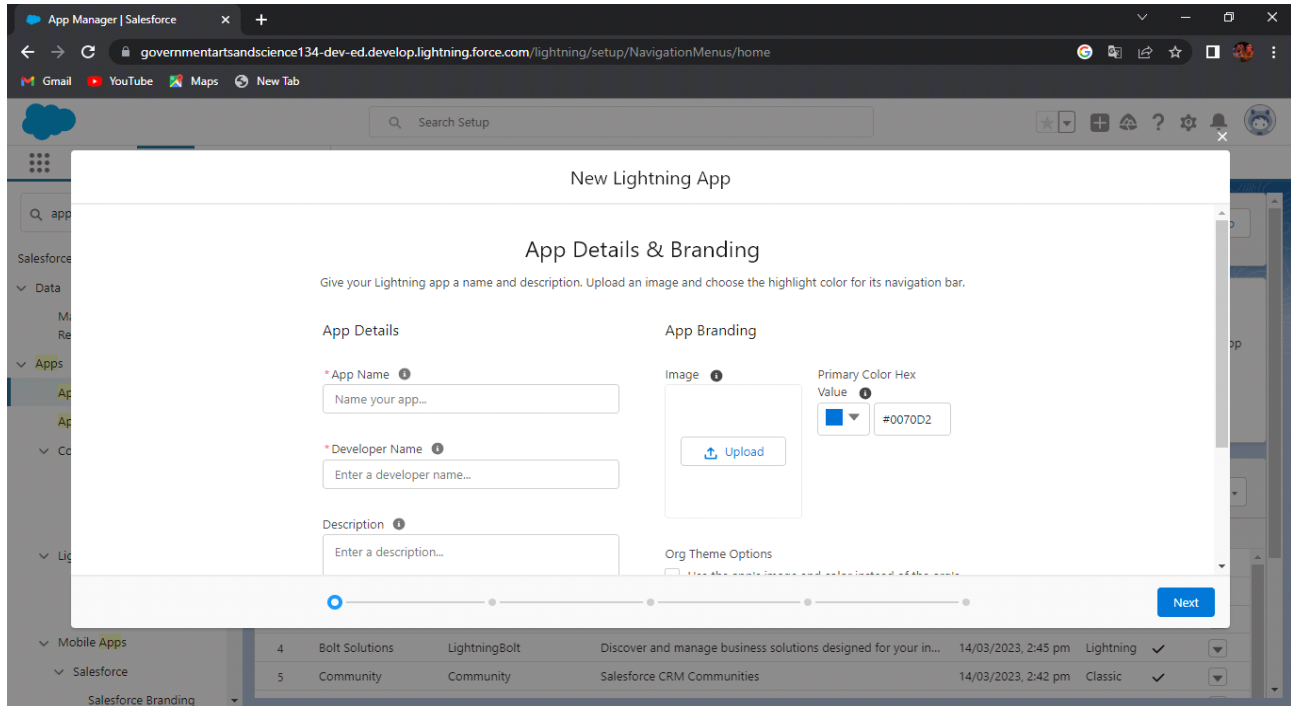 App Manager | Salesforce
governmentartsandscience134-dev-ed.develop.lightning.force.com/lightning/setup/NavigationMenus/home
Gmail YouTube Maps New Tab
Search Setup
New Lightning App
app
App Details & Branding
Salesforce
Give your Lightning app a name and description. Upload an image and choose the highlight color for its navigation bar.
Data
App Details App Branding
Apps
* App Name Image Primary Color Hex
Value
Name your app...
#0070D2
* Developer Name
Upload
Enter a developer name...
Description
Enter a description...
Org Theme Options
Next
Mobile Apps
4 Bolt Solutions LightningBolt Discover and manage business solutions designed for your in... 14/03/2023, 2:45 pm Lightning
Salesforce
5 Community Community Salesforce CRM Communities 14/03/2023, 2:42 pm Classic
Salesforce Branding